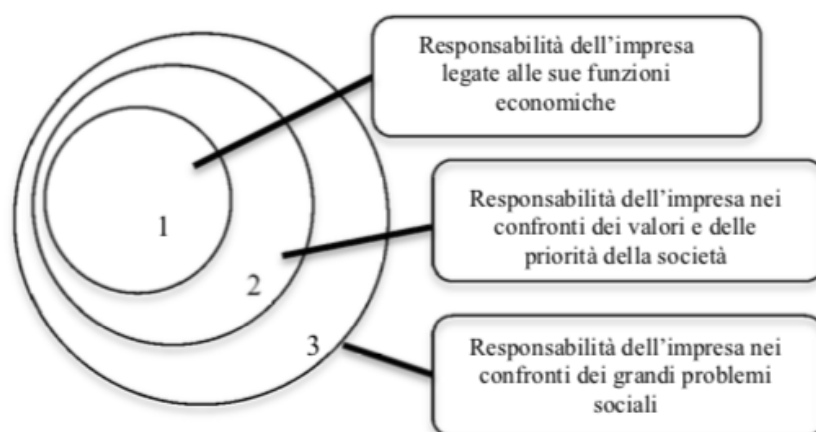 Responsabilità dell’impresa
legate alle sue funzioni
economiche
1
Responsabilità dell’impresa nei
confronti dei valori e delle
priorità della società
2
3
Responsabilità dell’impresa nei
confronti dei grandi problemi
sociali